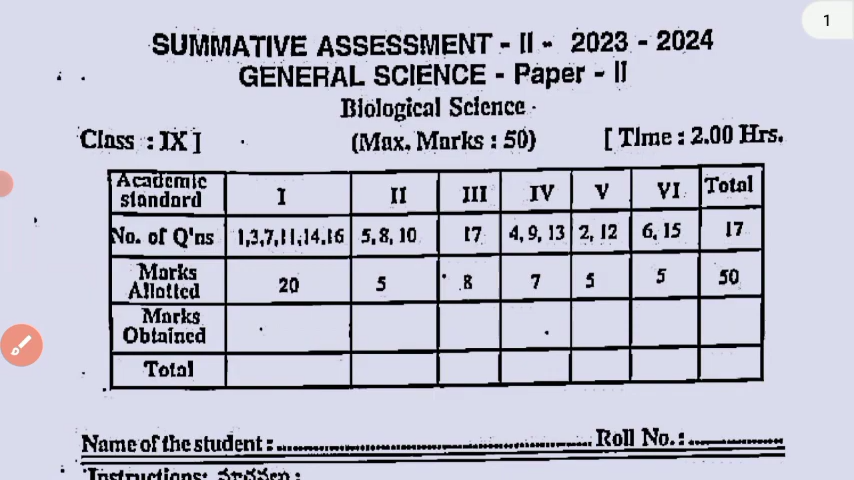 1
SUMMATIVE ASSESSMENT - II - 2023 - 2024
GENERAL SCIENCE - Paper - II
Biological Science
Class : IX ] (Max. Marks : 50) [ Time : 2.00 Hrs.
Academic standard I II III IV V VI Total
No. of Q'ns 1,3,7,11,14,16 5, 8, 10 17 4, 9, 13 2, 12 6, 15 17
Marks Allotted 20 5 8 7 5 5 50
Marks Obtained
Total
Name of the student : Roll No. :
Instructions: సూచనలు :